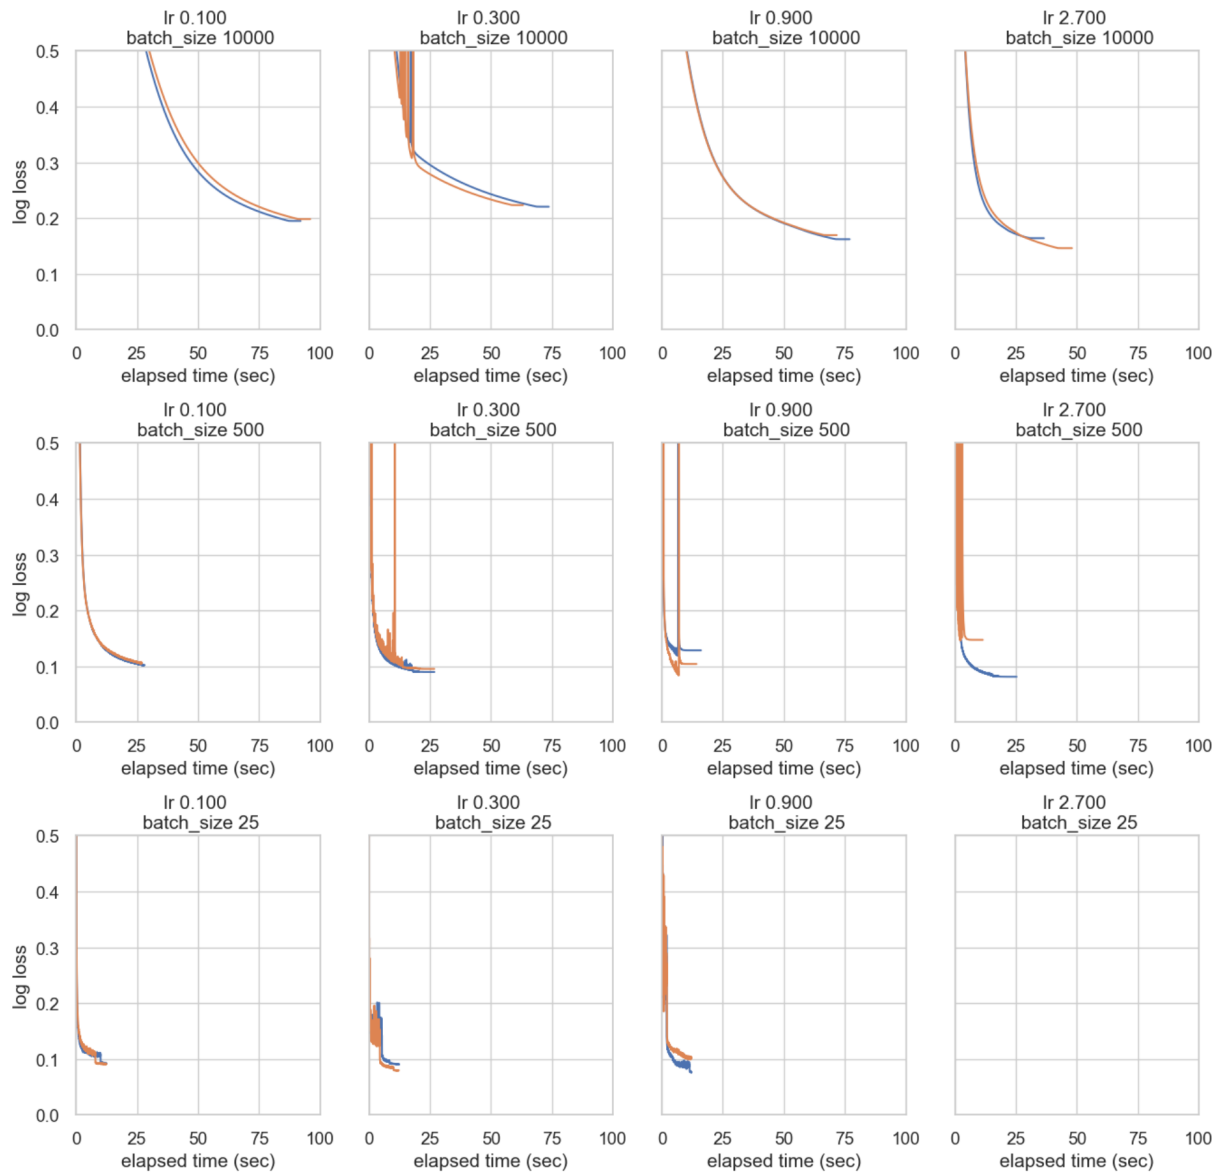 lr 0.100
batch_size 10000
lr 0.300
batch_size 10000
lr 0.900
batch_size 10000
lr 2.700
batch_size 10000
0.5
0.4
0.3
0.2
0.1
0.0
log loss
0 25 50 75 100
0 25 50 75 100
0 25 50 75 100
0 25 50 75 100
elapsed time (sec)
elapsed time (sec)
elapsed time (sec)
elapsed time (sec)
lr 0.100
batch_size 500
lr 0.300
batch_size 500
lr 0.900
batch_size 500
lr 2.700
batch_size 500
0.5
0.4
0.3
0.2
0.1
0.0
log loss
0 25 50 75 100
0 25 50 75 100
0 25 50 75 100
0 25 50 75 100
elapsed time (sec)
elapsed time (sec)
elapsed time (sec)
elapsed time (sec)
lr 0.100
batch_size 25
lr 0.300
batch_size 25
lr 0.900
batch_size 25
lr 2.700
batch_size 25
0.5
0.4
0.3
0.2
0.1
0.0
log loss
0 25 50 75 100
0 25 50 75 100
0 25 50 75 100
0 25 50 75 100
elapsed time (sec)
elapsed time (sec)
elapsed time (sec)
elapsed time (sec)